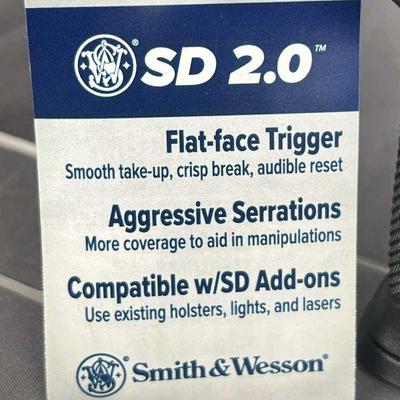 SD 2.0™
Flat-face Trigger
Smooth take-up, crisp break, audible reset
Aggressive Serrations
More coverage to aid in manipulations
Compatible w/SD Add-ons
Use existing holsters, lights, and lasers
Smith & Wesson®